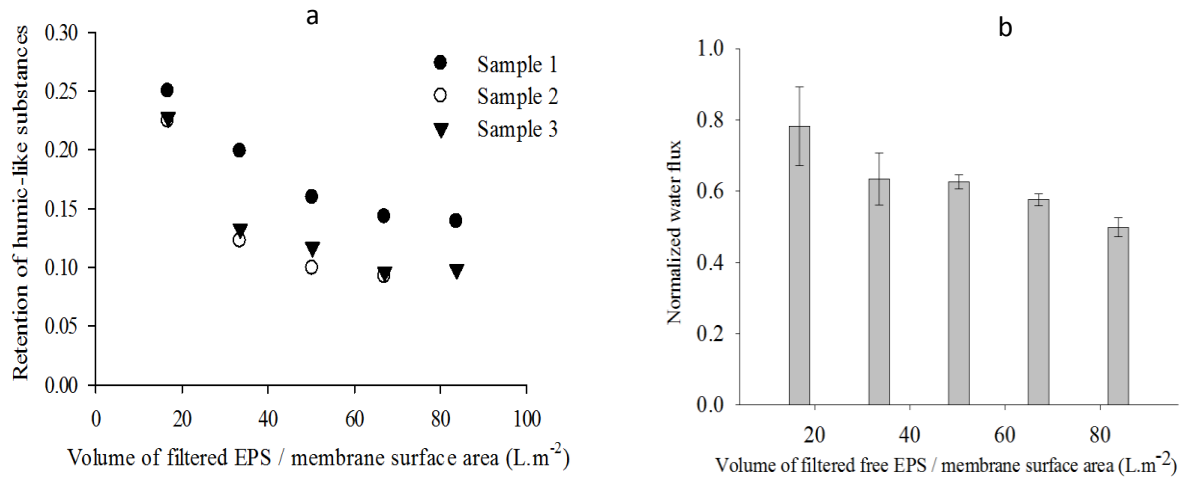 a
Retention of humic-like substances
0.30
0.25
0.20
0.15
0.10
0.05
0.00
Sample 1
Sample 2
Sample 3
0 20 40 60 80 100
Volume of filtered EPS / membrane surface area (L.m⁻²)
b
Normalized water flux
1.0
0.8
0.6
0.4
0.2
0.0
20 40 60 80
Volume of filtered free EPS / membrane surface area (L.m⁻²)